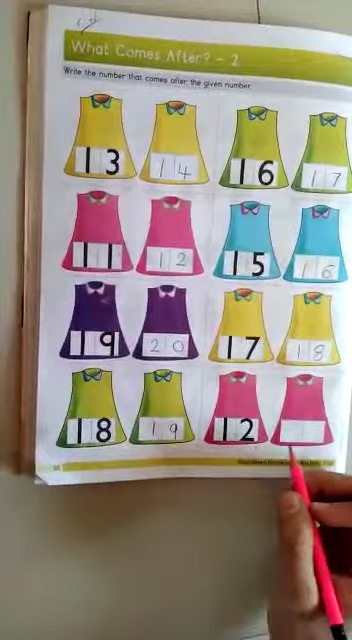 What Comes After? - 2
Write the number that comes after the given number.
13 14 16 17
11 12 15 16
19 20 17 18
18 19 12